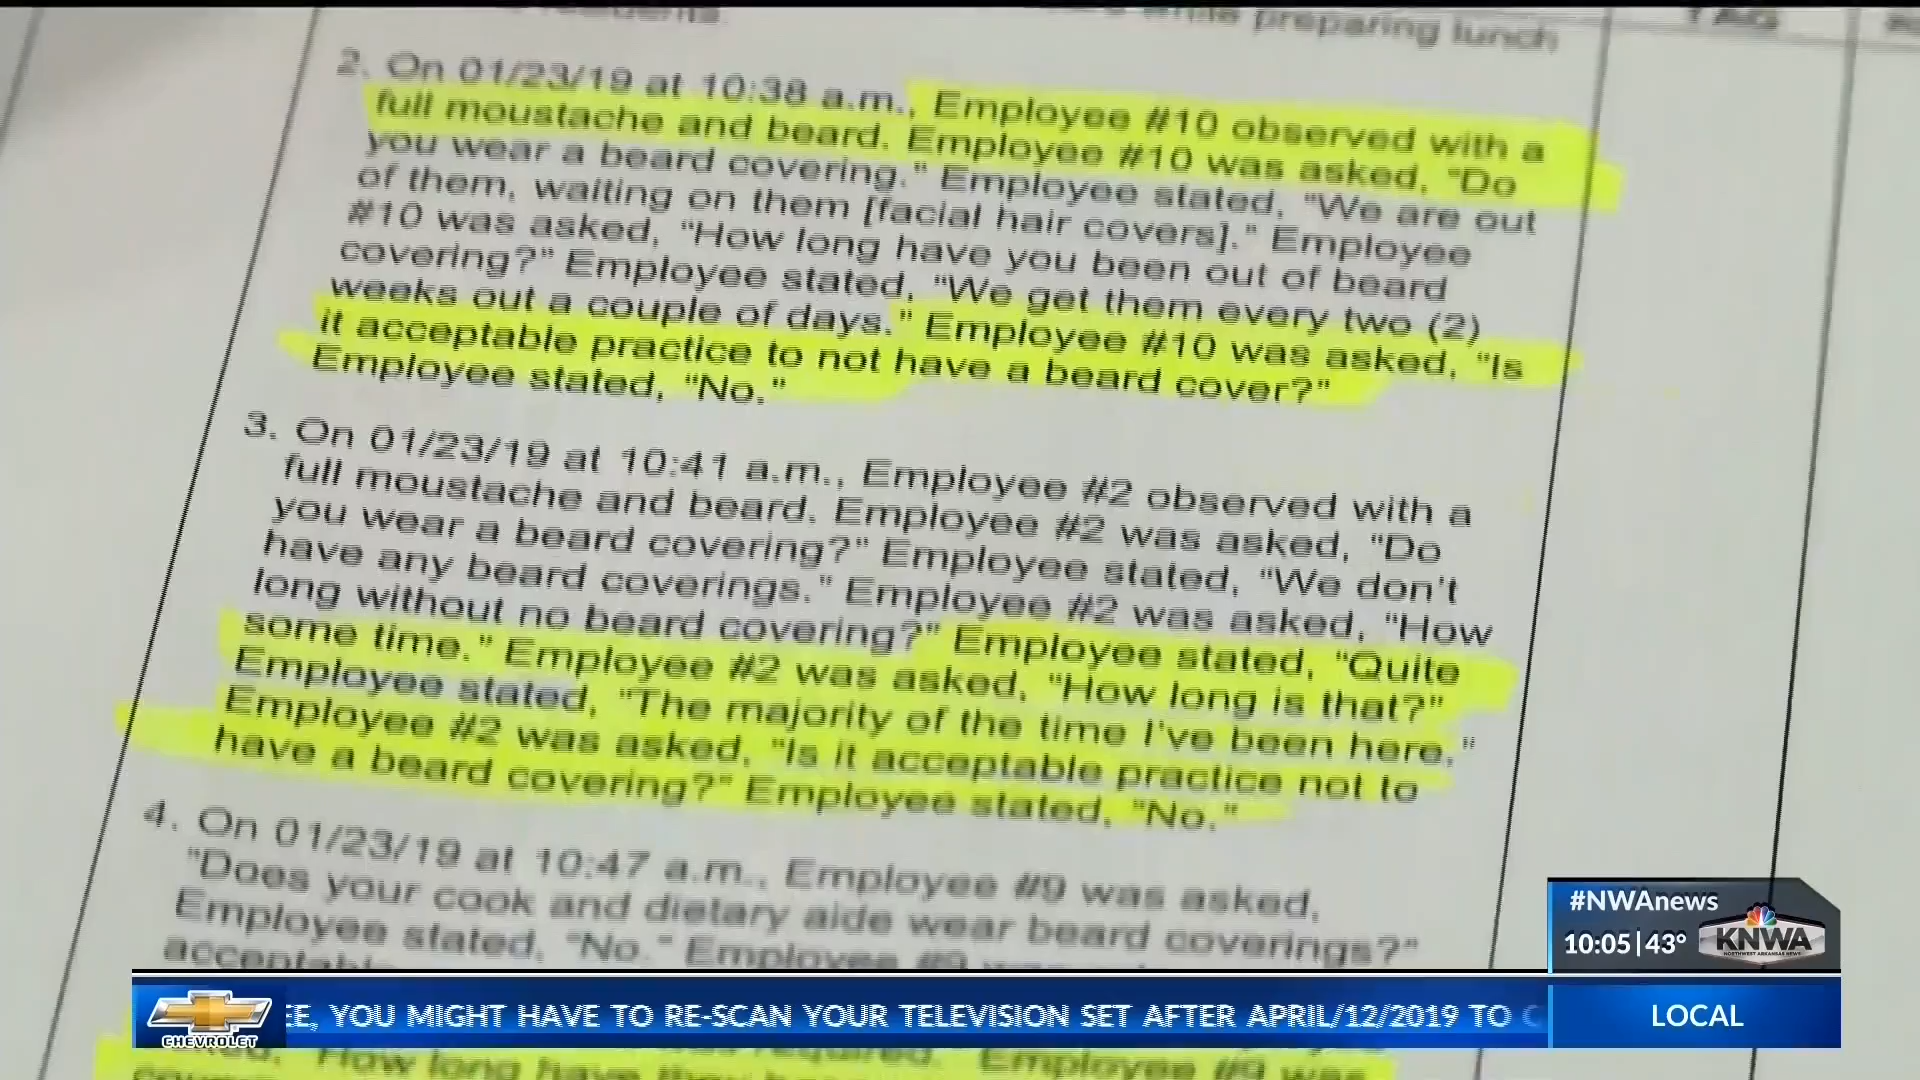 residents.
while preparing lunch
TAG
2. On 01/23/19 at 10:38 a.m., Employee #10 observed with a
full moustache and beard. Employee #10 was asked, "Do
you wear a beard covering." Employee stated, "We are out
of them, waiting on them [facial hair covers]." Employee
#10 was asked, "How long have you been out of beard
covering?" Employee stated, "We get them every two (2)
weeks out a couple of days." Employee #10 was asked, "Is
it acceptable practice to not have a beard cover?"
Employee stated, "No."
3. On 01/23/19 at 10:41 a.m., Employee #2 observed with a
full moustache and beard. Employee #2 was asked, "Do
you wear a beard covering?" Employee stated, "We don't
have any beard coverings." Employee #2 was asked, "How
long without no beard covering?" Employee stated, "Quite
some time." Employee #2 was asked, "How long is that?"
Employee stated, "The majority of the time I've been here."
Employee #2 was asked, "Is it acceptable practice not to
have a beard covering?" Employee stated, "No."
4. On 01/23/19 at 10:47 a.m., Employee #9 was asked,
"Does your cook and dietary aide wear beard coverings?"
Employee stated, "No." Employee #9 was
#NWAnews
10:05 | 43°
KNWA
NORTHWEST ARKANSAS NEWS
CHEVROLET
EE, YOU MIGHT HAVE TO RE-SCAN YOUR TELEVISION SET AFTER APRIL/12/2019 TO C
LOCAL
required. Employee #9 was
"How long have they